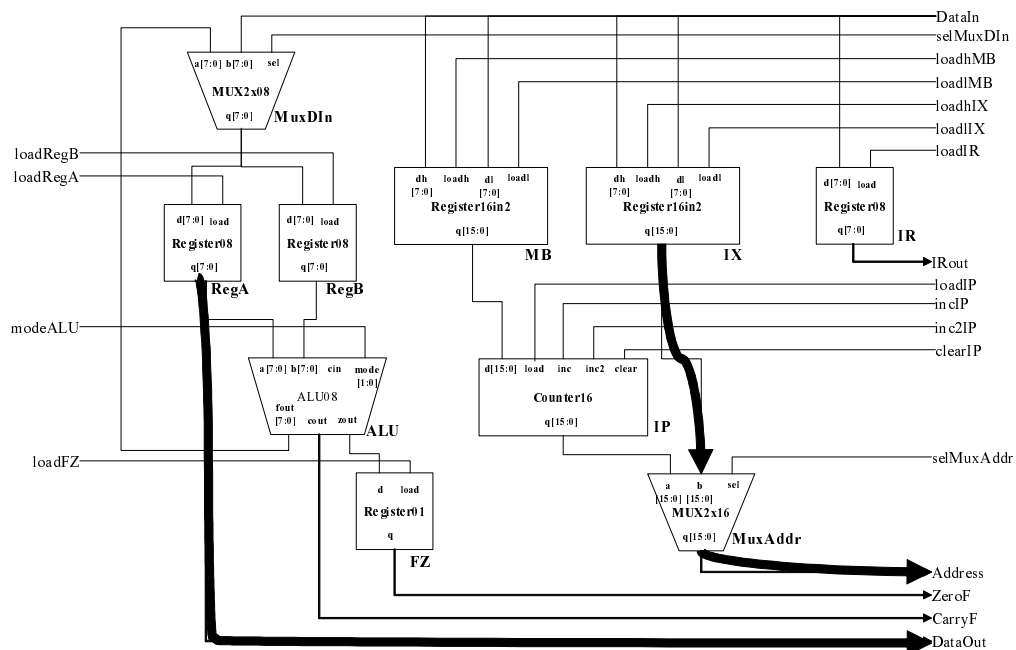 DataIn
selMuxDIn
a[7:0] b[7:0] sel
loadhMB
MUX2x08
loadlMB
loadhIX
q[7:0]
MuxDIn
loadlIX
loadRegB
loadIR
loadRegA
dh loadh dl loadl
[7:0] [7:0]
Register16in2
q[15:0]
MB
dh loadh dl loadl
[7:0] [7:0]
Register16in2
q[15:0]
IX
d[7:0] load
Register08
q[7:0]
IR
d[7:0] load
Register08
q[7:0]
RegA
d[7:0] load
Register08
q[7:0]
RegB
IRout
loadIP
incIP
modeALU
inc2IP
clearIP
a[7:0] b[7:0] cin mode
[1:0]
ALU08
fout
[7:0] cout zout
ALU
d[15:0] load inc inc2 clear
Counter16
q[15:0]
IP
loadFZ
selMuxAddr
d load
Register01
q
FZ
a b sel
[15:0] [15:0]
MUX2x16
q[15:0]
MuxAddr
Address
ZeroF
CarryF
DataOut